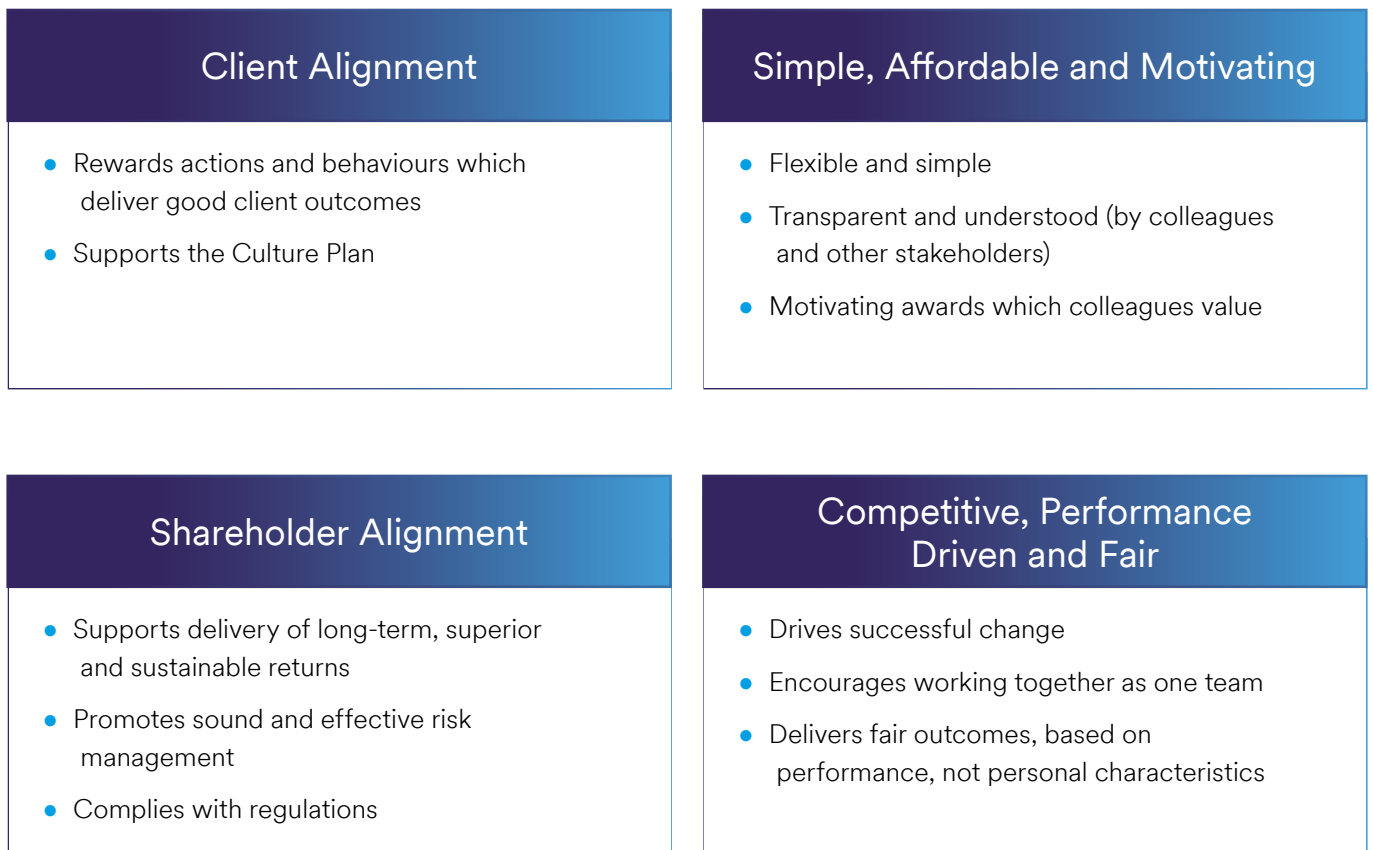 Client Alignment
● Rewards actions and behaviours which
deliver good client outcomes
● Supports the Culture Plan
Simple, Affordable and Motivating
● Flexible and simple
● Transparent and understood (by colleagues
and other stakeholders)
● Motivating awards which colleagues value
Shareholder Alignment
● Supports delivery of long-term, superior
and sustainable returns
● Promotes sound and effective risk
management
● Complies with regulations
Competitive, Performance
Driven and Fair
● Drives successful change
● Encourages working together as one team
● Delivers fair outcomes, based on
performance, not personal characteristics